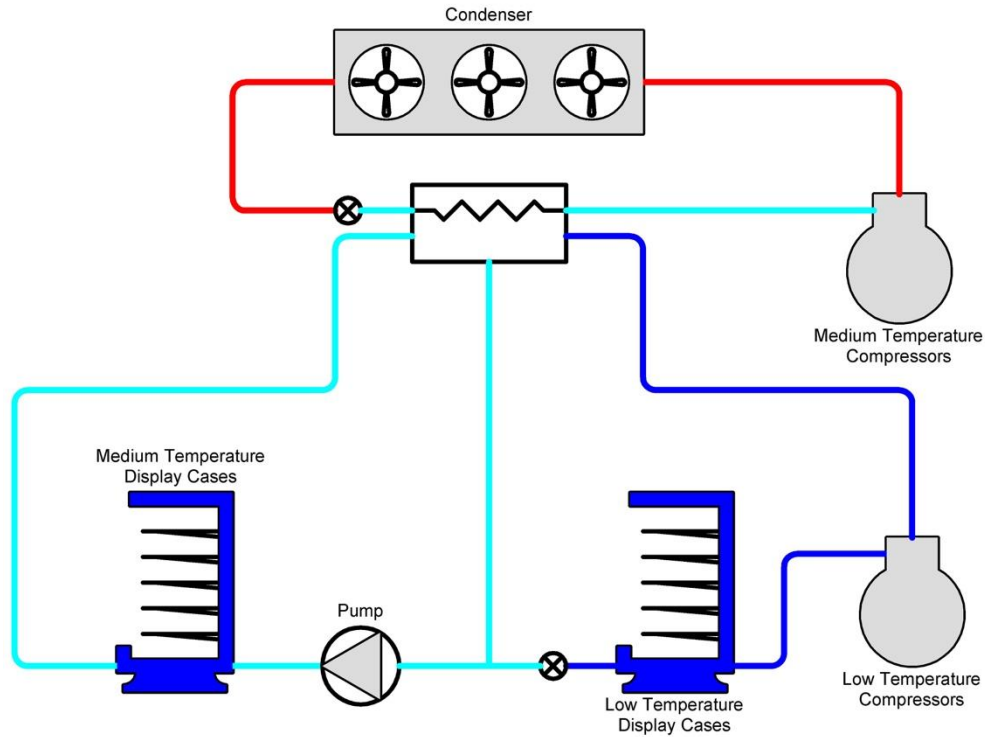 Condenser
Medium Temperature
Compressors
Medium Temperature
Display Cases
Pump
Low Temperature
Display Cases
Low Temperature
Compressors